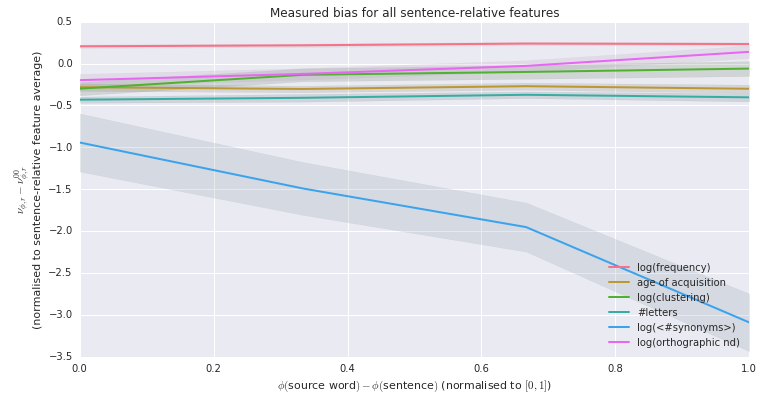 Measured bias for all sentence-relative features
0.5
0.0
−0.5
−1.0
−1.5
−2.0
−2.5
−3.0
−3.5
ν_{ϕ,r} − ν_{ϕ,r}^{00}
(normalised to sentence-relative feature average)
log(frequency)
age of acquisition
log(clustering)
#letters
log(<#synonyms>)
log(orthographic nd)
0.0 0.2 0.4 0.6 0.8 1.0
ϕ(source word) − ϕ(sentence) (normalised to [0, 1])